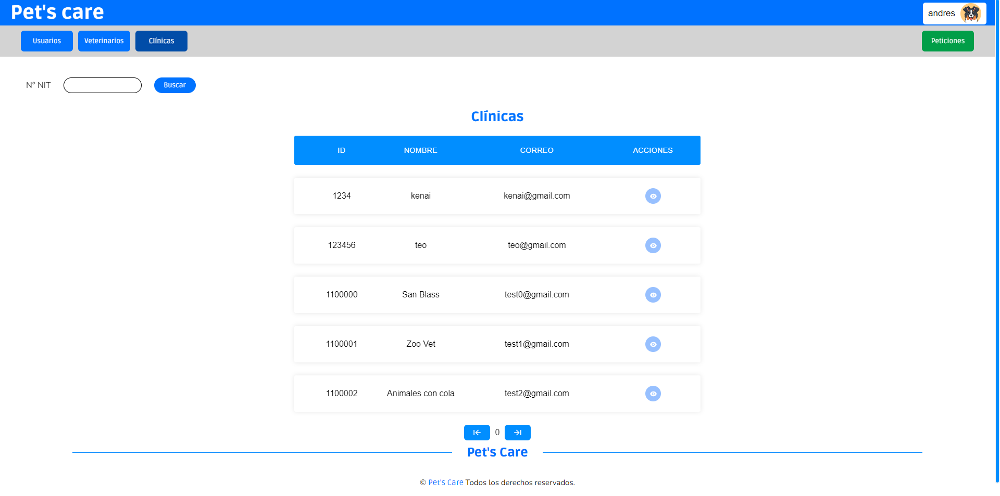 Pet's care
andres
Usuarios Veterinarios Clínicas Peticiones
N° NIT Buscar
Clínicas
ID NOMBRE CORREO ACCIONES
1234 kenai kenai@gmail.com
123456 teo teo@gmail.com
1100000 San Blass test0@gmail.com
1100001 Zoo Vet test1@gmail.com
1100002 Animales con cola test2@gmail.com
0
Pet's Care
© Pet's Care Todos los derechos reservados.